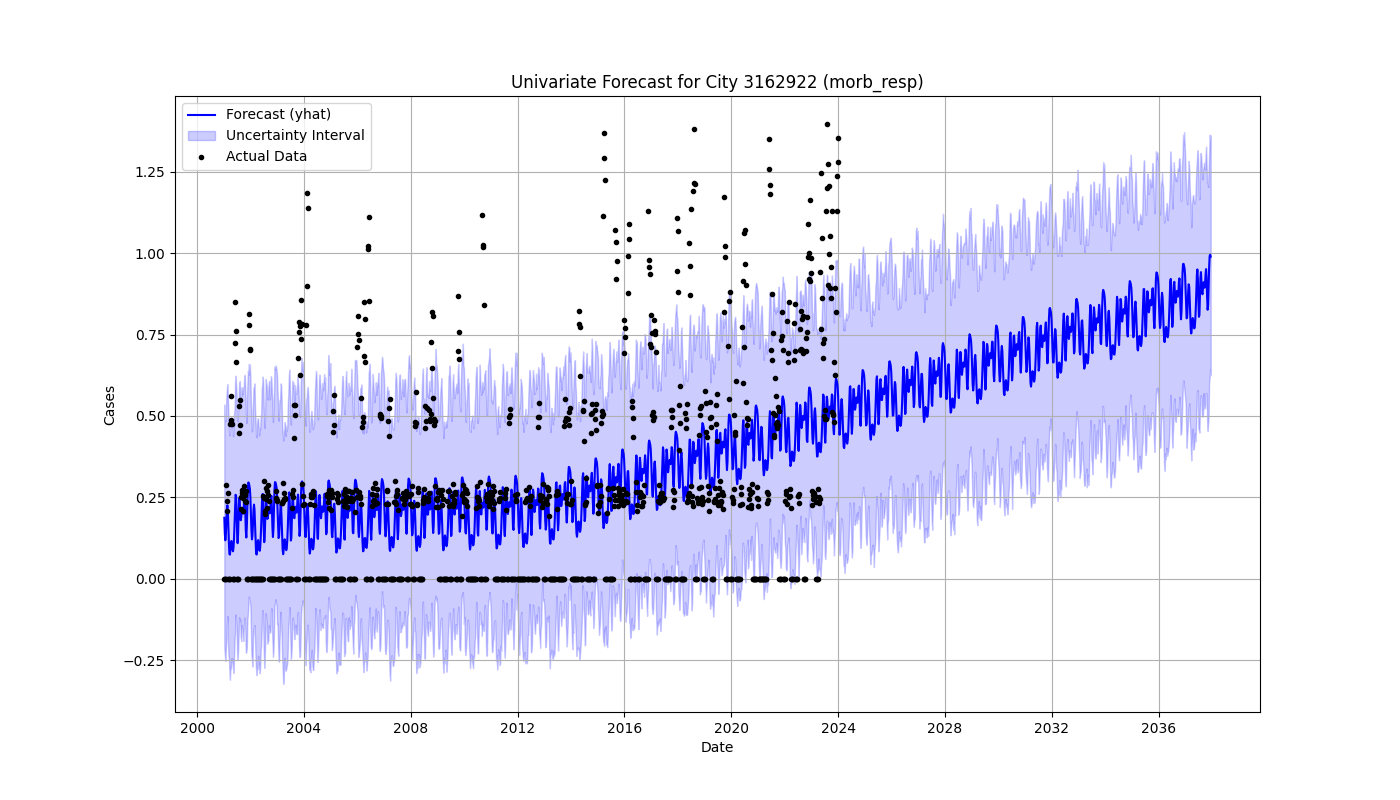 Univariate Forecast for City 3162922 (morb_resp)
Forecast (yhat)
Uncertainty Interval
Actual Data
Cases
1.25
1.00
0.75
0.50
0.25
0.00
−0.25
2000 2004 2008 2012 2016 2020 2024 2028 2032 2036
Date